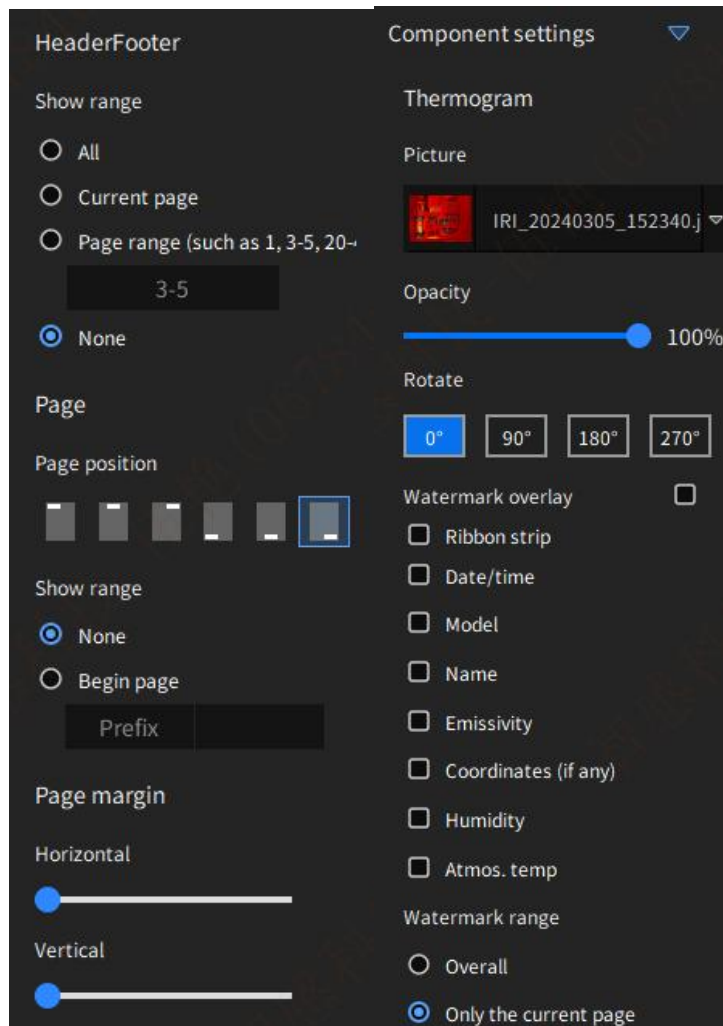 HeaderFooter
Show range
All
Current page
Page range (such as 1, 3-5, 20-
3-5
None
Page
Page position
Show range
None
Begin page
Prefix
Page margin
Horizontal
Vertical
Component settings
Thermogram
Picture
IRI_20240305_152340.j
Opacity
100%
Rotate
0° 90° 180° 270°
Watermark overlay
Ribbon strip
Date/time
Model
Name
Emissivity
Coordinates (if any)
Humidity
Atmos. temp
Watermark range
Overall
Only the current page